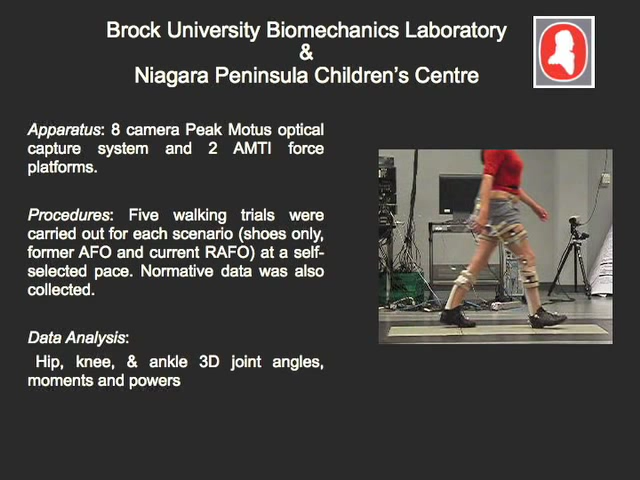 Brock University Biomechanics Laboratory
&
Niagara Peninsula Children's Centre
Apparatus: 8 camera Peak Motus optical
capture system and 2 AMTI force
platforms.
Procedures: Five walking trials were
carried out for each scenario (shoes only,
former AFO and current RAFO) at a self-
selected pace. Normative data was also
collected.
Data Analysis:
Hip, knee, & ankle 3D joint angles,
moments and powers